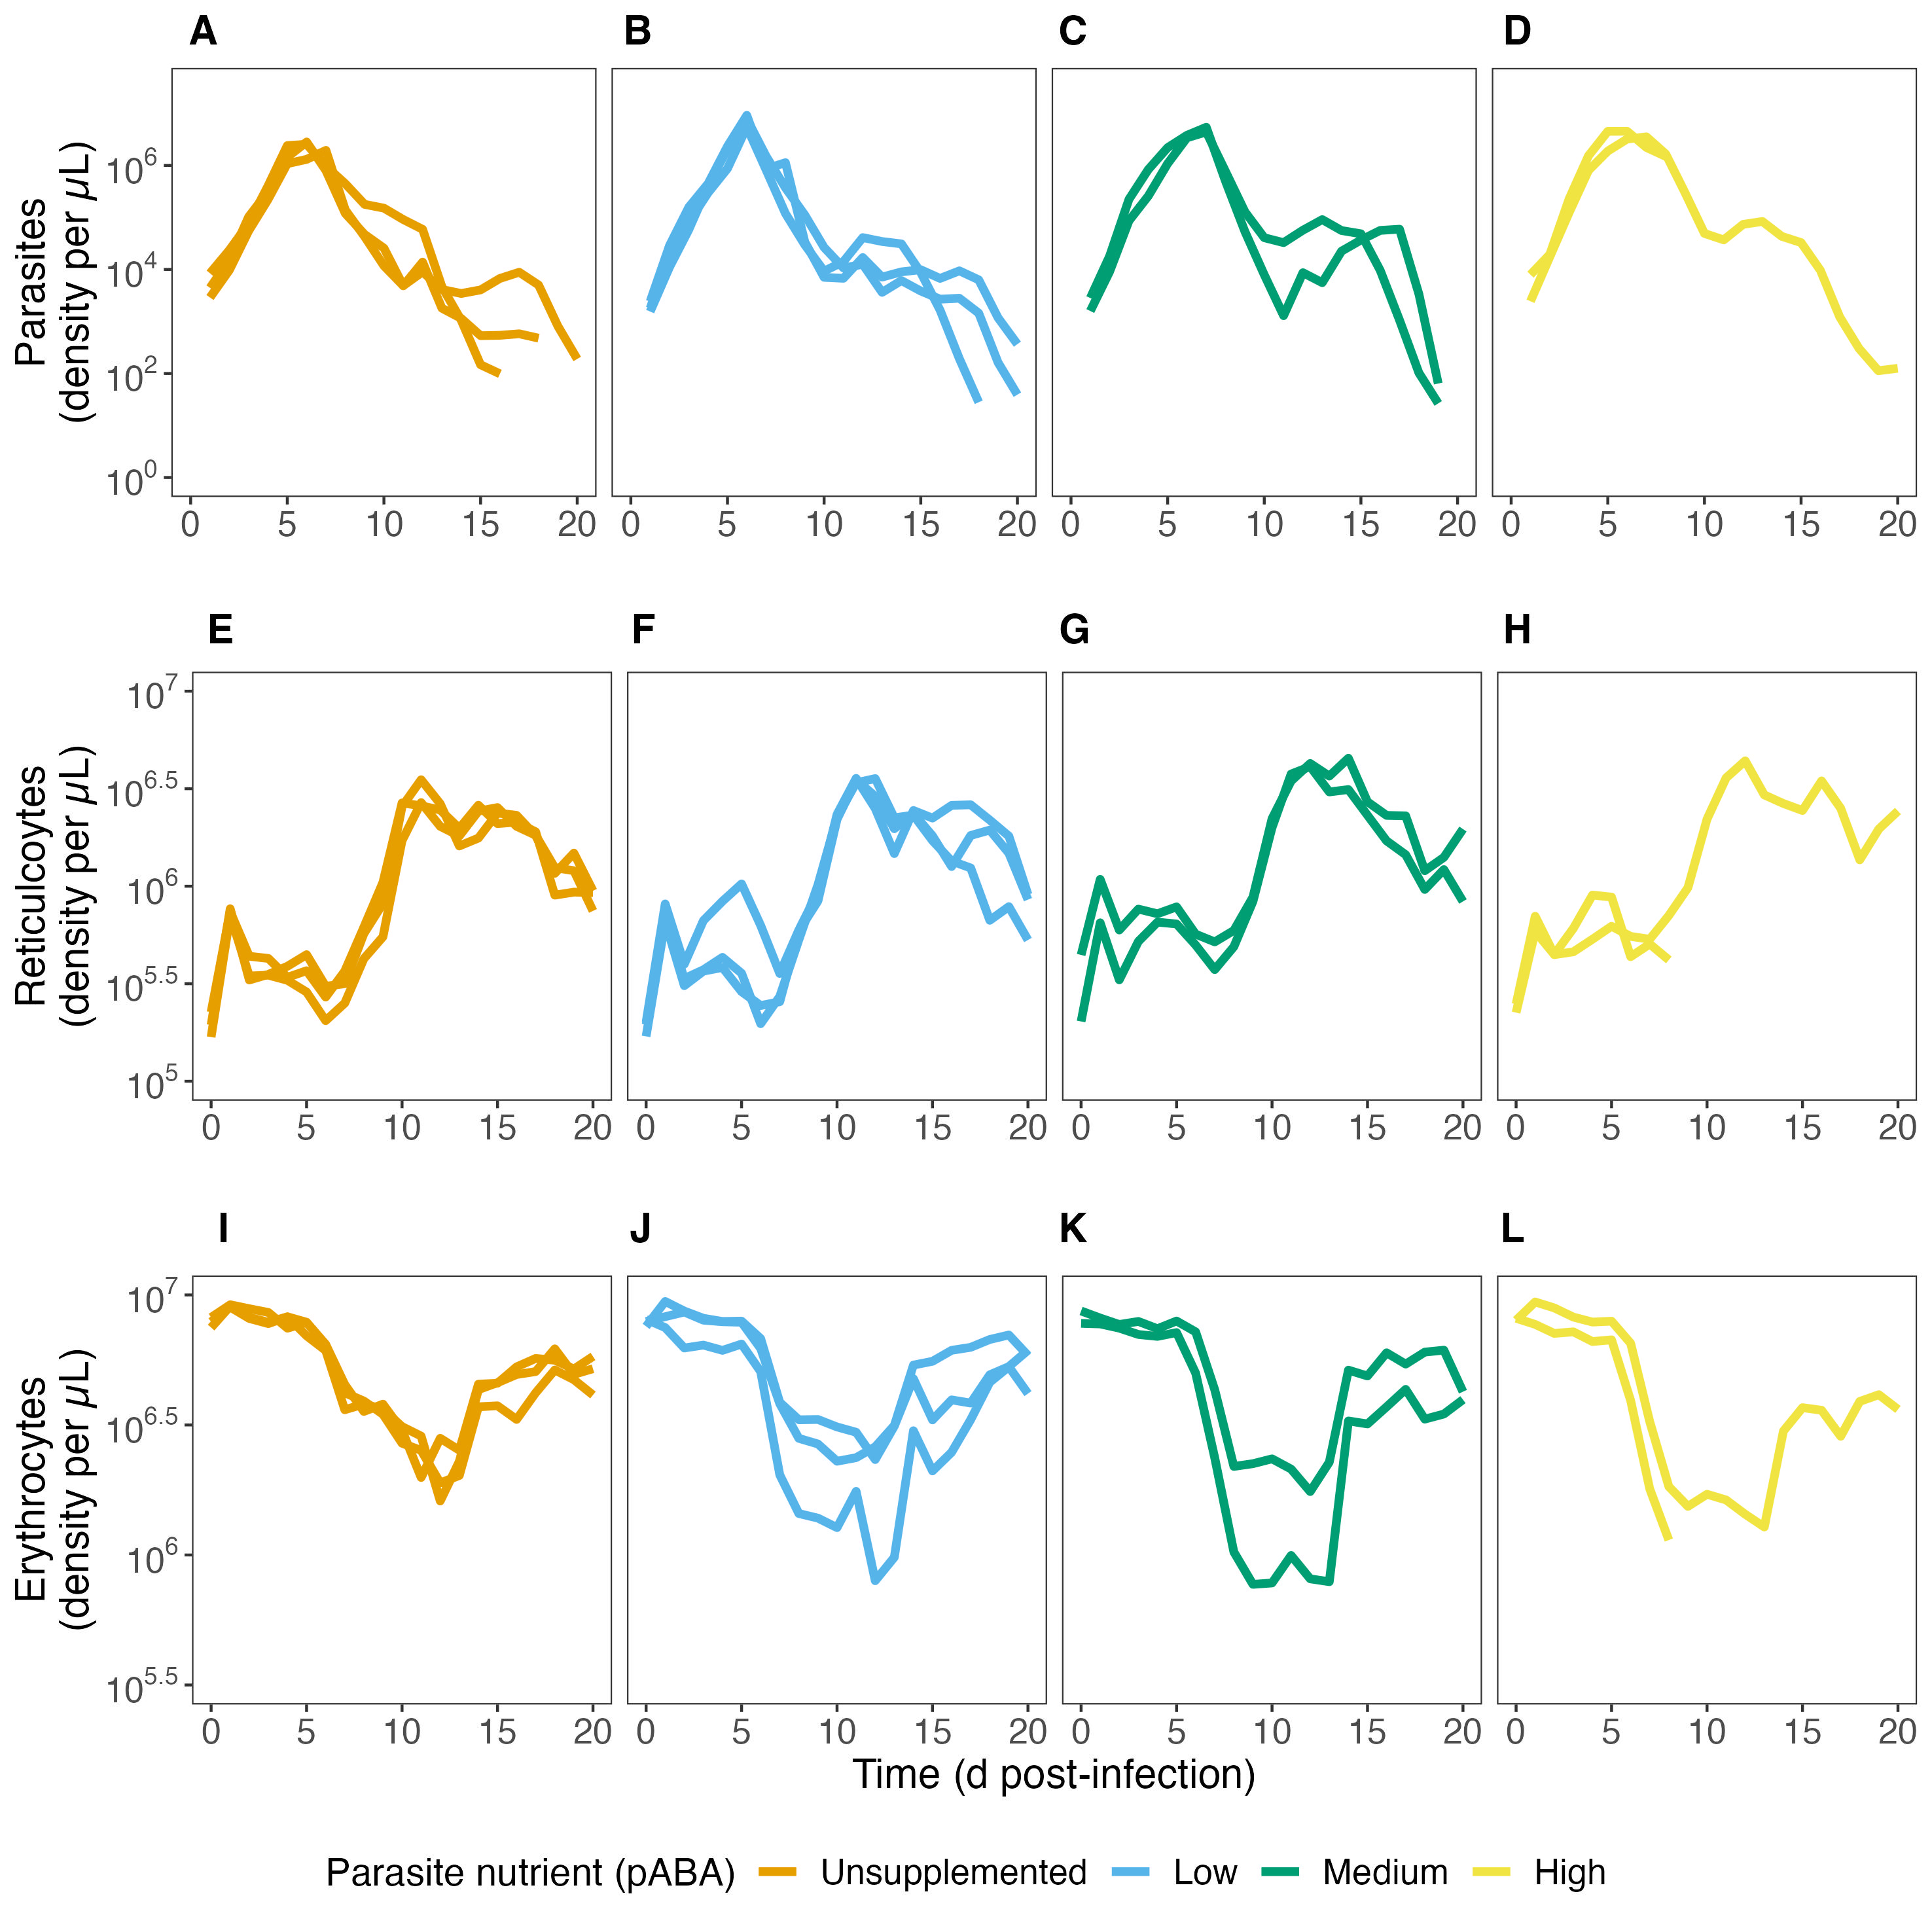 A B C D
Parasites
(density per μL)
10^6
10^4
10^2
10^0
0 5 10 15 20 0 5 10 15 20 0 5 10 15 20 0 5 10 15 20
E F G H
Reticulcoytes
(density per μL)
10^7
10^6.5
10^6
10^5.5
10^5
0 5 10 15 20 0 5 10 15 20 0 5 10 15 20 0 5 10 15 20
I J K L
Erythrocytes
(density per μL)
10^7
10^6.5
10^6
10^5.5
0 5 10 15 20 0 5 10 15 20 0 5 10 15 20 0 5 10 15 20
Time (d post-infection)
Parasite nutrient (pABA) Unsupplemented Low Medium High